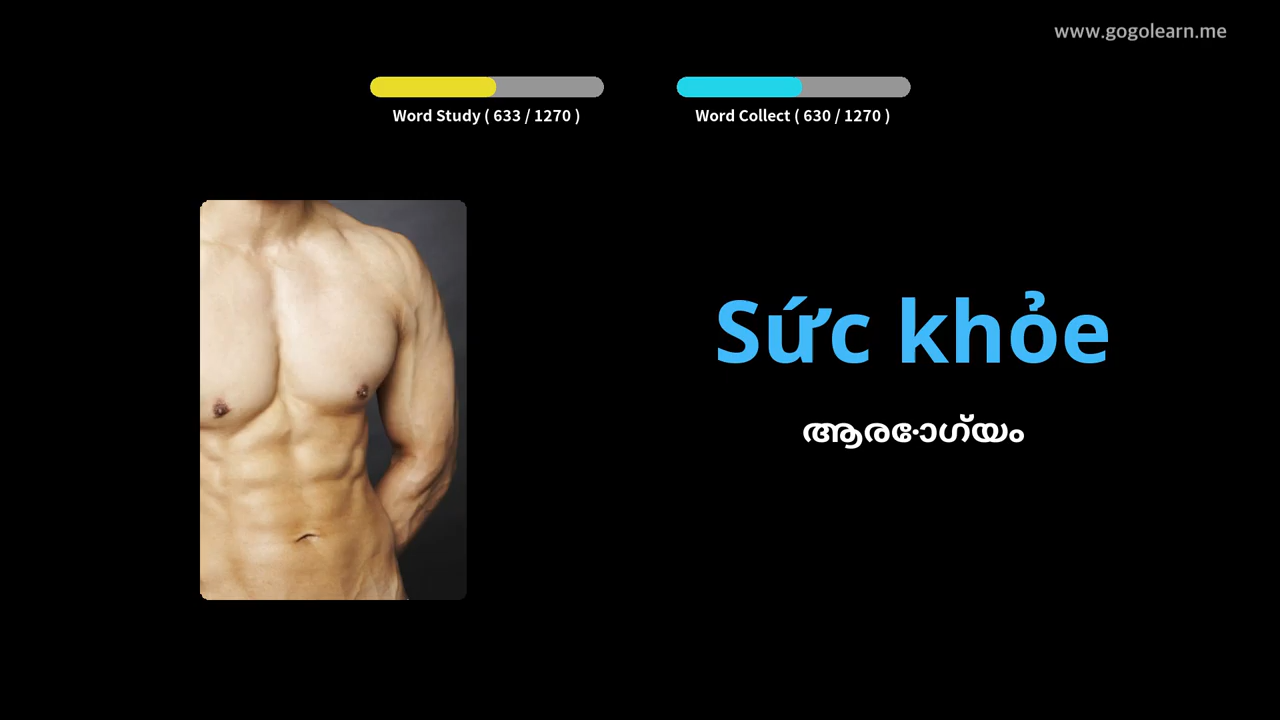 www.gogolearn.me
Word Study ( 633 / 1270 )
Word Collect ( 630 / 1270 )
Sức khỏe
ആരോഗ്യം